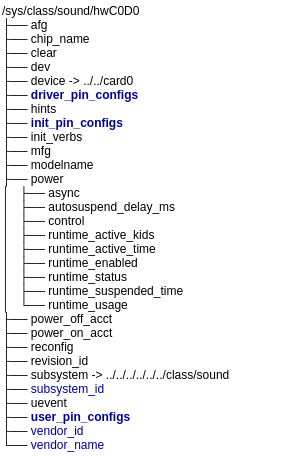 /sys/class/sound/hwC0D0
├── afg
├── chip_name
├── clear
├── dev
├── device -> ../../card0
├── driver_pin_configs
├── hints
├── init_pin_configs
├── init_verbs
├── mfg
├── modelname
├── power
│   ├── async
│   ├── autosuspend_delay_ms
│   ├── control
│   ├── runtime_active_kids
│   ├── runtime_active_time
│   ├── runtime_enabled
│   ├── runtime_status
│   ├── runtime_suspended_time
│   └── runtime_usage
├── power_off_acct
├── power_on_acct
├── reconfig
├── revision_id
├── subsystem -> ../../../../../../class/sound
├── subsystem_id
├── uevent
├── user_pin_configs
├── vendor_id
└── vendor_name